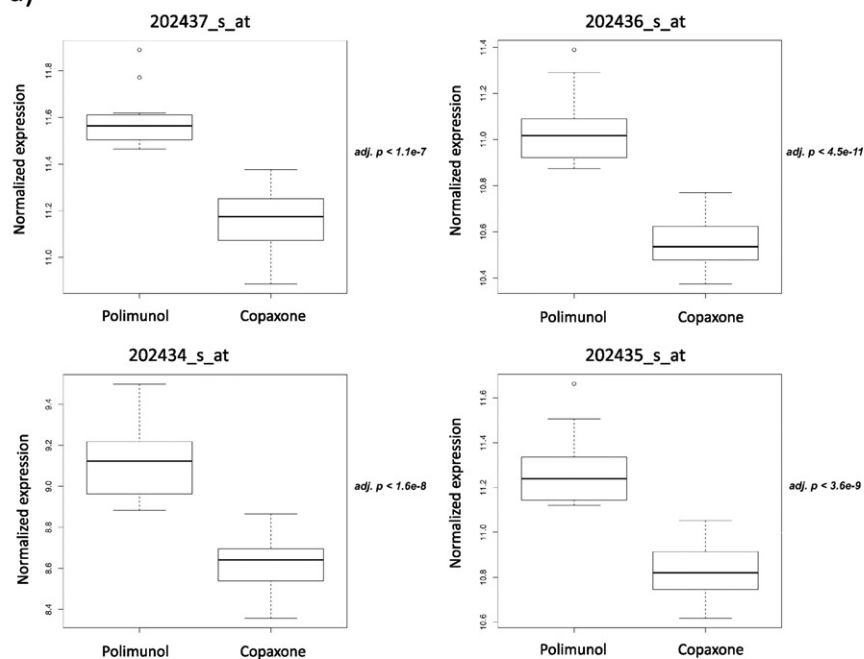 202437_s_at
Normalized expression
11.8
11.6
11.4
11.2
11.0
Polimunol
Copaxone
adj. p < 1.1e-7
202436_s_at
Normalized expression
11.4
11.2
11.0
10.8
10.6
10.4
Polimunol
Copaxone
adj. p < 4.5e-11
202434_s_at
Normalized expression
9.4
9.2
9.0
8.8
8.6
8.4
Polimunol
Copaxone
adj. p < 1.6e-8
202435_s_at
Normalized expression
11.6
11.4
11.2
11.0
10.8
10.6
Polimunol
Copaxone
adj. p < 3.6e-9